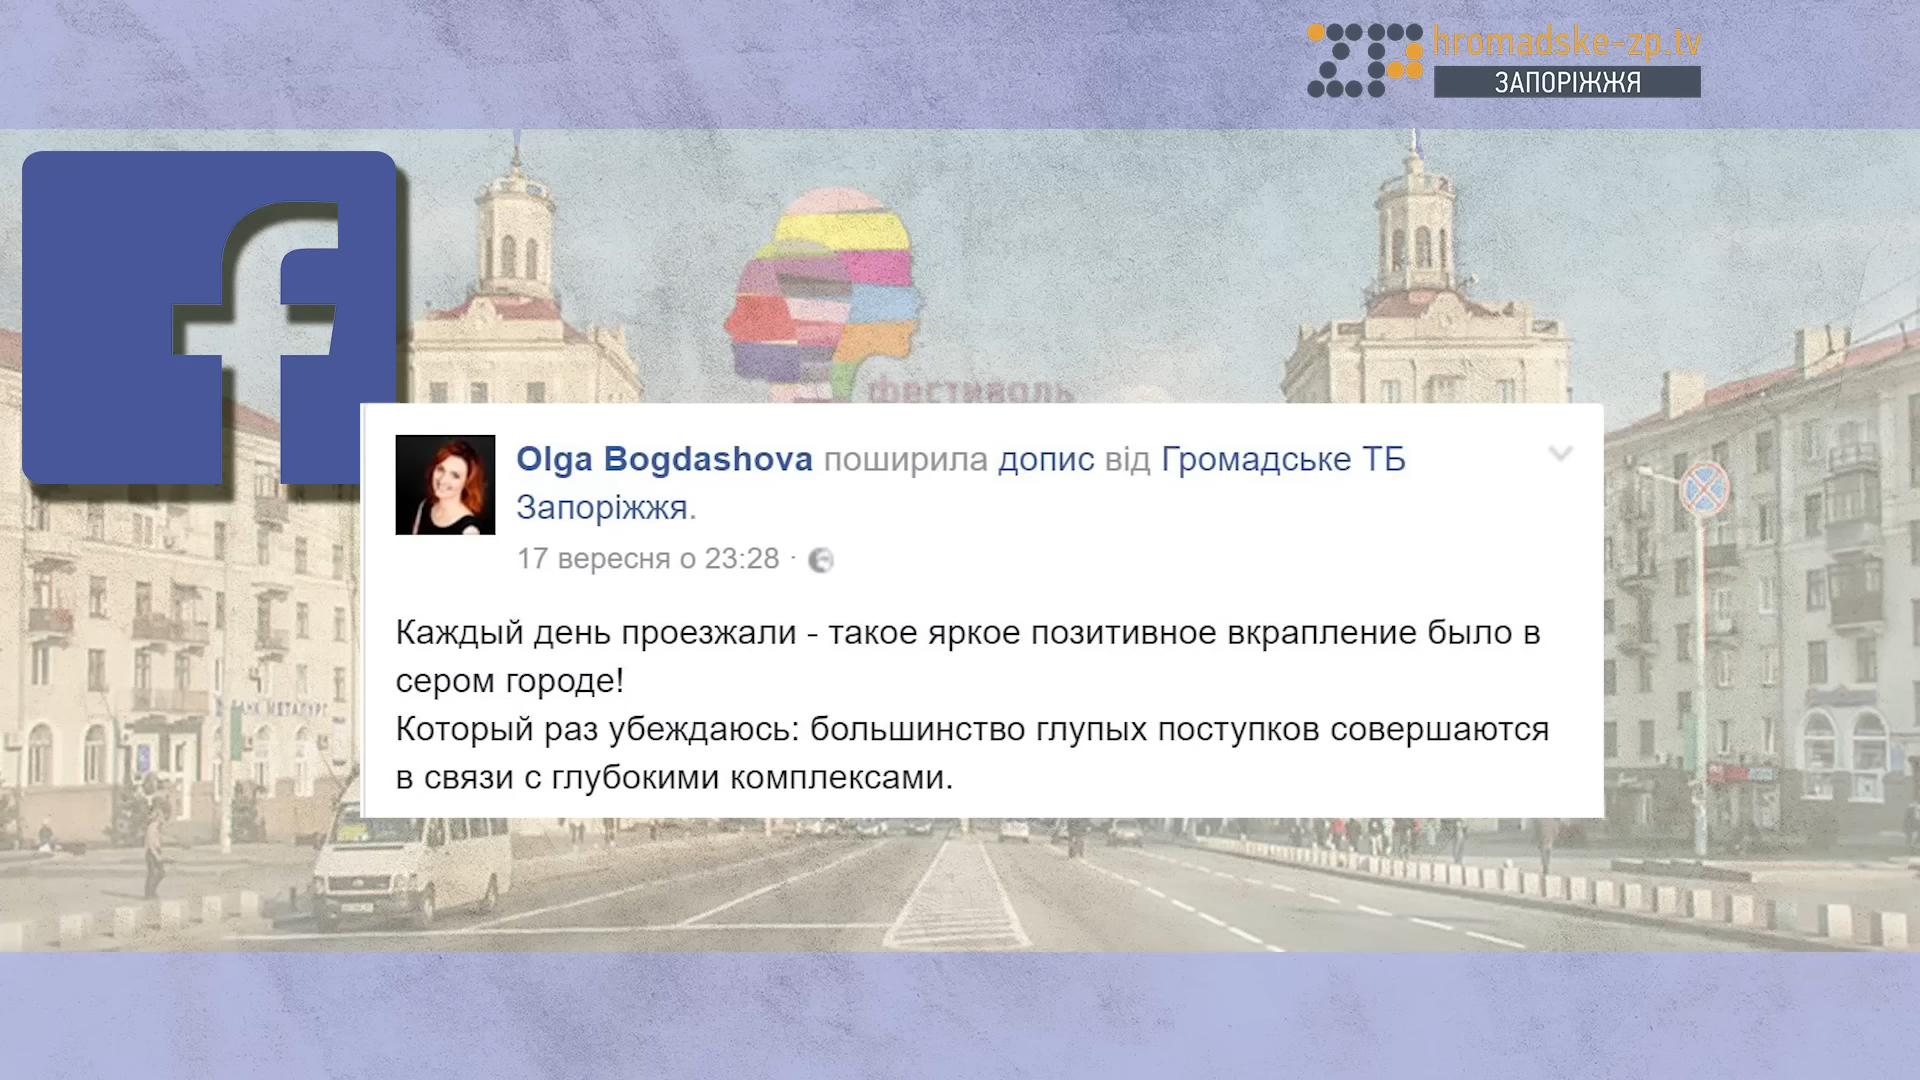 hromadske-zp.tv
ЗАПОРІЖЖЯ
фестиваль
Olga Bogdashova поширила допис від Громадське ТБ
Запоріжжя.
17 вересня о 23:28 ·
Каждый день проезжали - такое яркое позитивное вкрапление было в
сером городе!
Который раз убеждаюсь: большинство глупых поступков совершаются
в связи с глубокими комплексами.